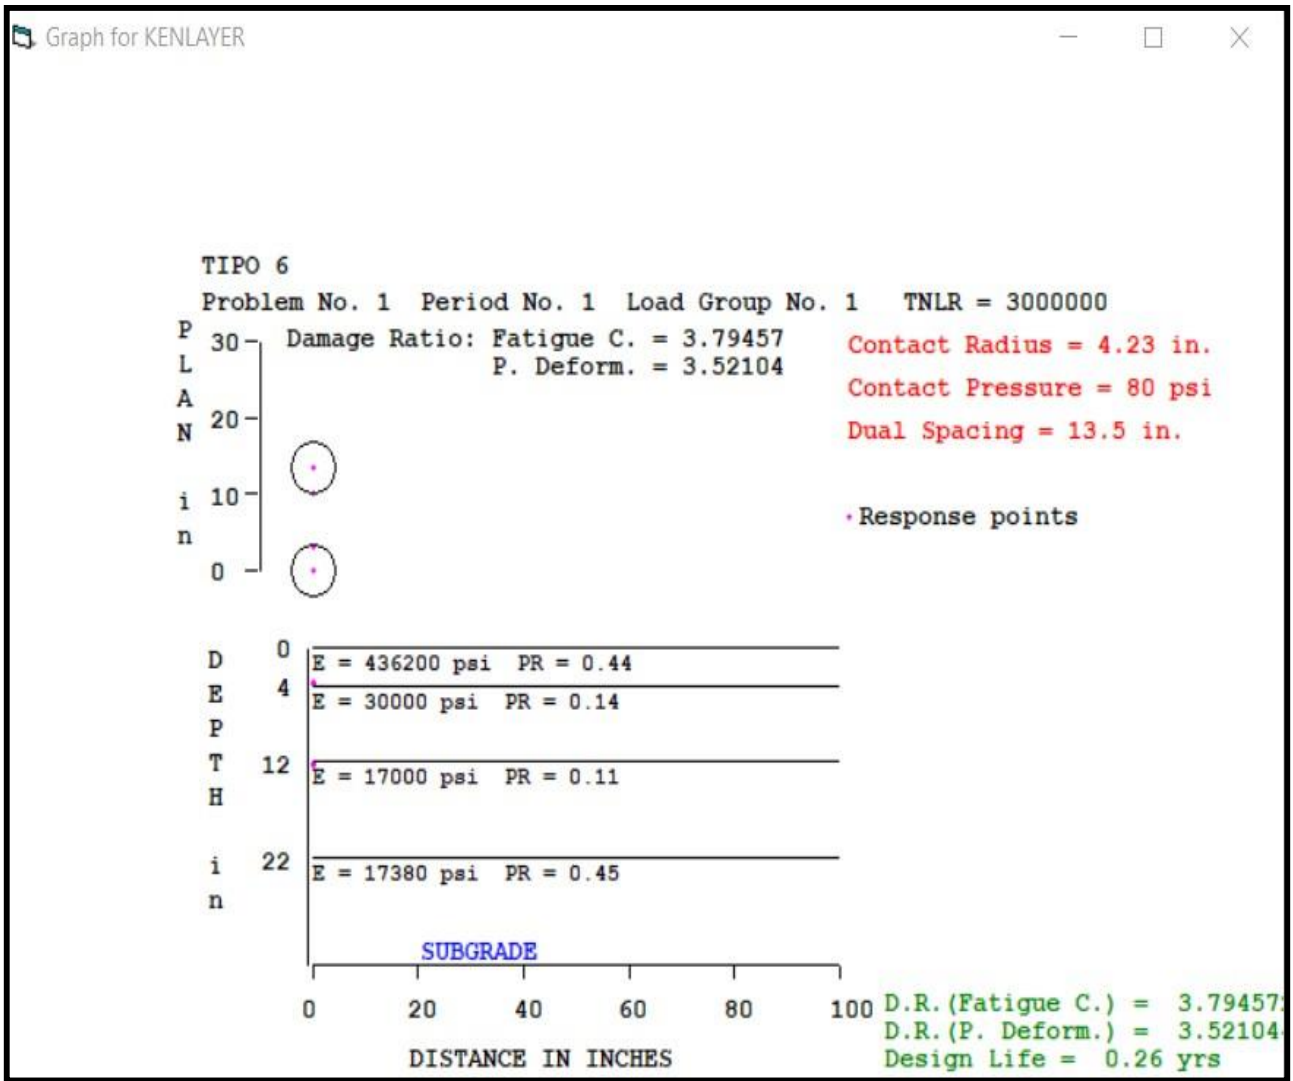 Graph for KENLAYER
TIPO 6
Problem No. 1 Period No. 1 Load Group No. 1 TNLR = 3000000
Damage Ratio: Fatigue C. = 3.79457
P. Deform. = 3.52104
Contact Radius = 4.23 in.
Contact Pressure = 80 psi
Dual Spacing = 13.5 in.
PLAN in
30
20
10
0
Response points
DEPTH in
0
E = 436200 psi PR = 0.44
4
E = 30000 psi PR = 0.14
12
E = 17000 psi PR = 0.11
22
E = 17380 psi PR = 0.45
SUBGRADE
0 20 40 60 80 100
DISTANCE IN INCHES
D.R.(Fatigue C.) = 3.79457
D.R.(P. Deform.) = 3.52104
Design Life = 0.26 yrs